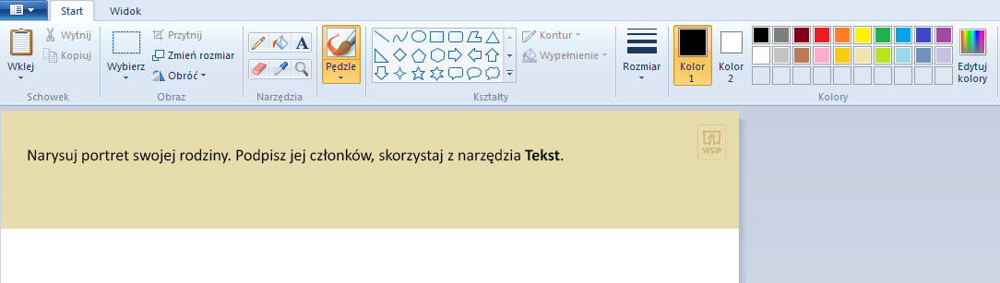 Start Widok
Wklej
Wytnij
Kopiuj
Schowek
Wybierz
Przytnij
Zmień rozmiar
Obróć
Obraz
A
Narzędzia
Pędzle
Kształty
Kontur
Wypełnienie
Rozmiar
Kolor 1
Kolor 2
Edytuj kolory
Kolory
WSiP
Narysuj portret swojej rodziny. Podpisz jej członków, skorzystaj z narzędzia Tekst.